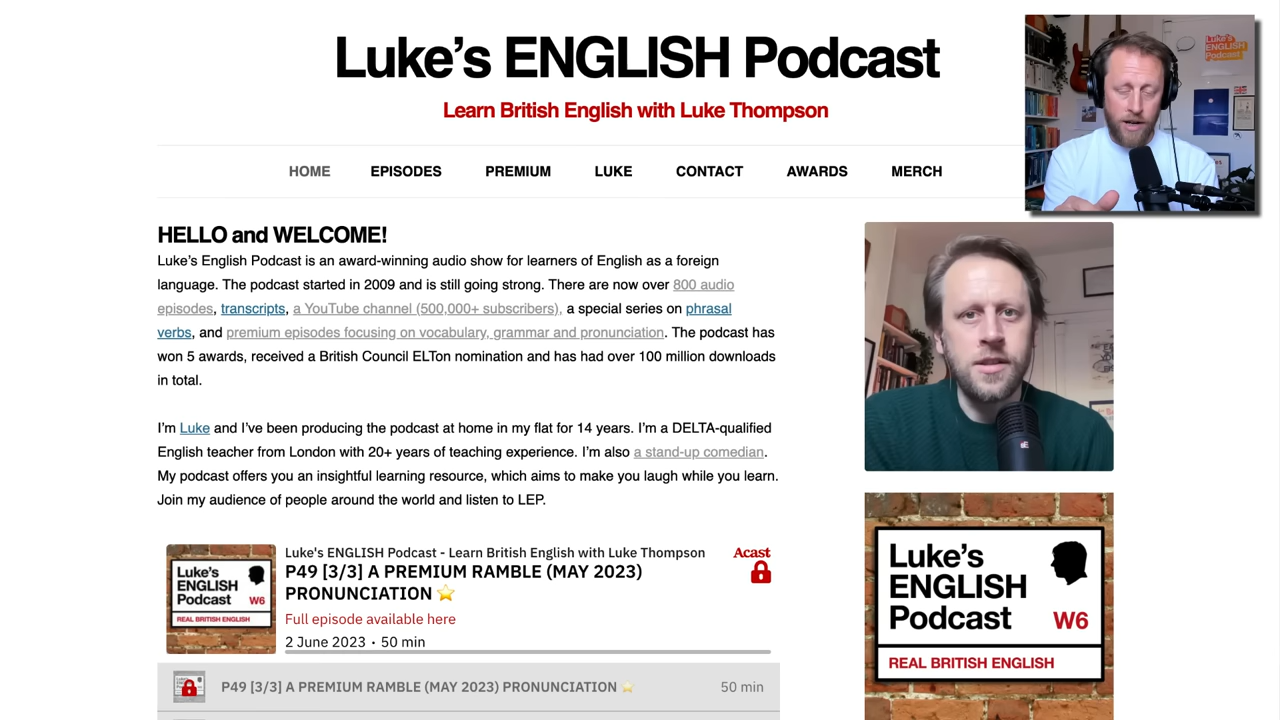 Luke's ENGLISH Podcast
Learn British English with Luke Thompson
HOME EPISODES PREMIUM LUKE CONTACT AWARDS MERCH
HELLO and WELCOME!
Luke's English Podcast is an award-winning audio show for learners of English as a foreign
language. The podcast started in 2009 and is still going strong. There are now over 800 audio
episodes, transcripts, a YouTube channel (500,000+ subscribers), a special series on phrasal
verbs, and premium episodes focusing on vocabulary, grammar and pronunciation. The podcast has
won 5 awards, received a British Council ELTon nomination and has had over 100 million downloads
in total.
I'm Luke and I've been producing the podcast at home in my flat for 14 years. I'm a DELTA-qualified
English teacher from London with 20+ years of teaching experience. I'm also a stand-up comedian.
My podcast offers you an insightful learning resource, which aims to make you laugh while you learn.
Join my audience of people around the world and listen to LEP.
Luke's ENGLISH Podcast - Learn British English with Luke Thompson
Acast
P49 [3/3] A PREMIUM RAMBLE (MAY 2023)
PRONUNCIATION ⭐
Full episode available here
2 June 2023 • 50 min
P49 [3/3] A PREMIUM RAMBLE (MAY 2023) PRONUNCIATION ⭐ 50 min
Luke's
ENGLISH
Podcast
W6
REAL BRITISH ENGLISH
Luke's
ENGLISH
Podcast
W6
REAL BRITISH ENGLISH
Luke's
ENGLISH
Podcast